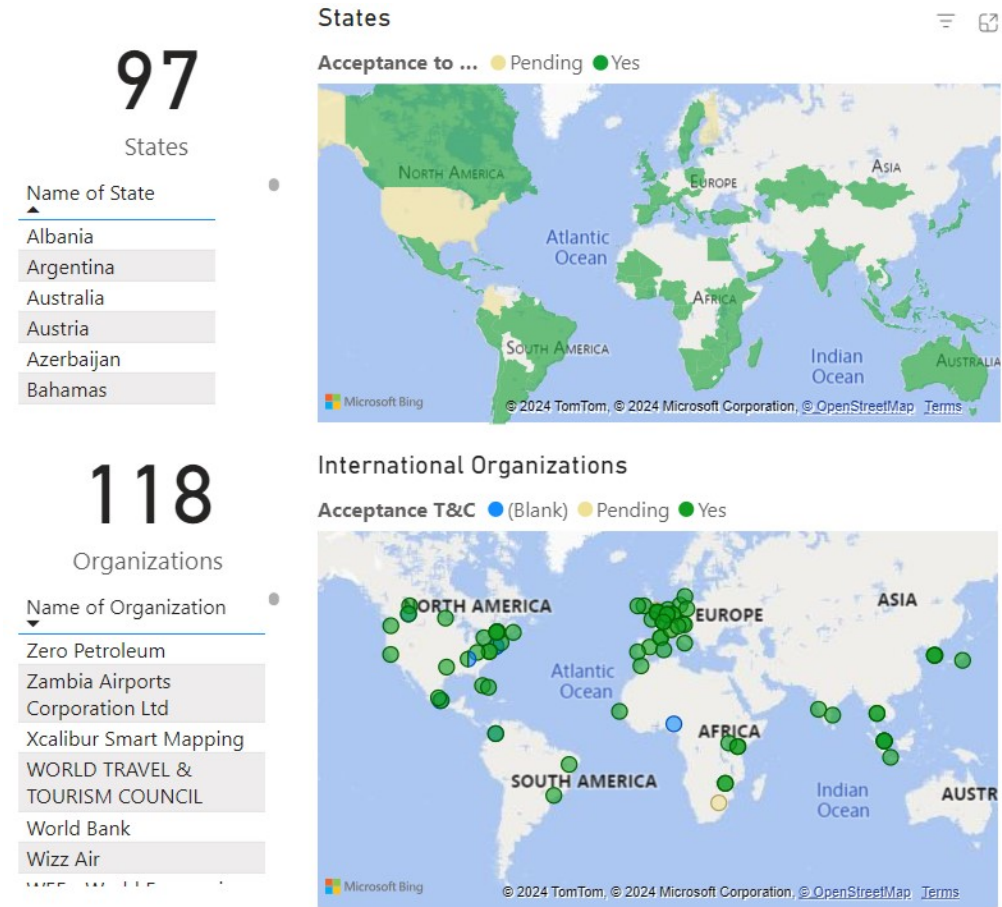 States
97
States
Name of State
Albania
Argentina
Australia
Austria
Azerbaijan
Bahamas
Acceptance to ... Pending Yes
NORTH AMERICA
EUROPE
ASIA
Atlantic
Ocean
AFRICA
SOUTH AMERICA
Indian
Ocean
AUSTRALIA
Microsoft Bing
© 2024 TomTom, © 2024 Microsoft Corporation, © OpenStreetMap Terms
118
Organizations
Name of Organization
Zero Petroleum
Zambia Airports
Corporation Ltd
Xcalibur Smart Mapping
WORLD TRAVEL &
TOURISM COUNCIL
World Bank
Wizz Air
International Organizations
Acceptance T&C (Blank) Pending Yes
ORTH AMERICA
EUROPE
ASIA
Atlantic
Ocean
AFRICA
SOUTH AMERICA
Indian
Ocean
AUSTR
Microsoft Bing
© 2024 TomTom, © 2024 Microsoft Corporation, © OpenStreetMap Terms